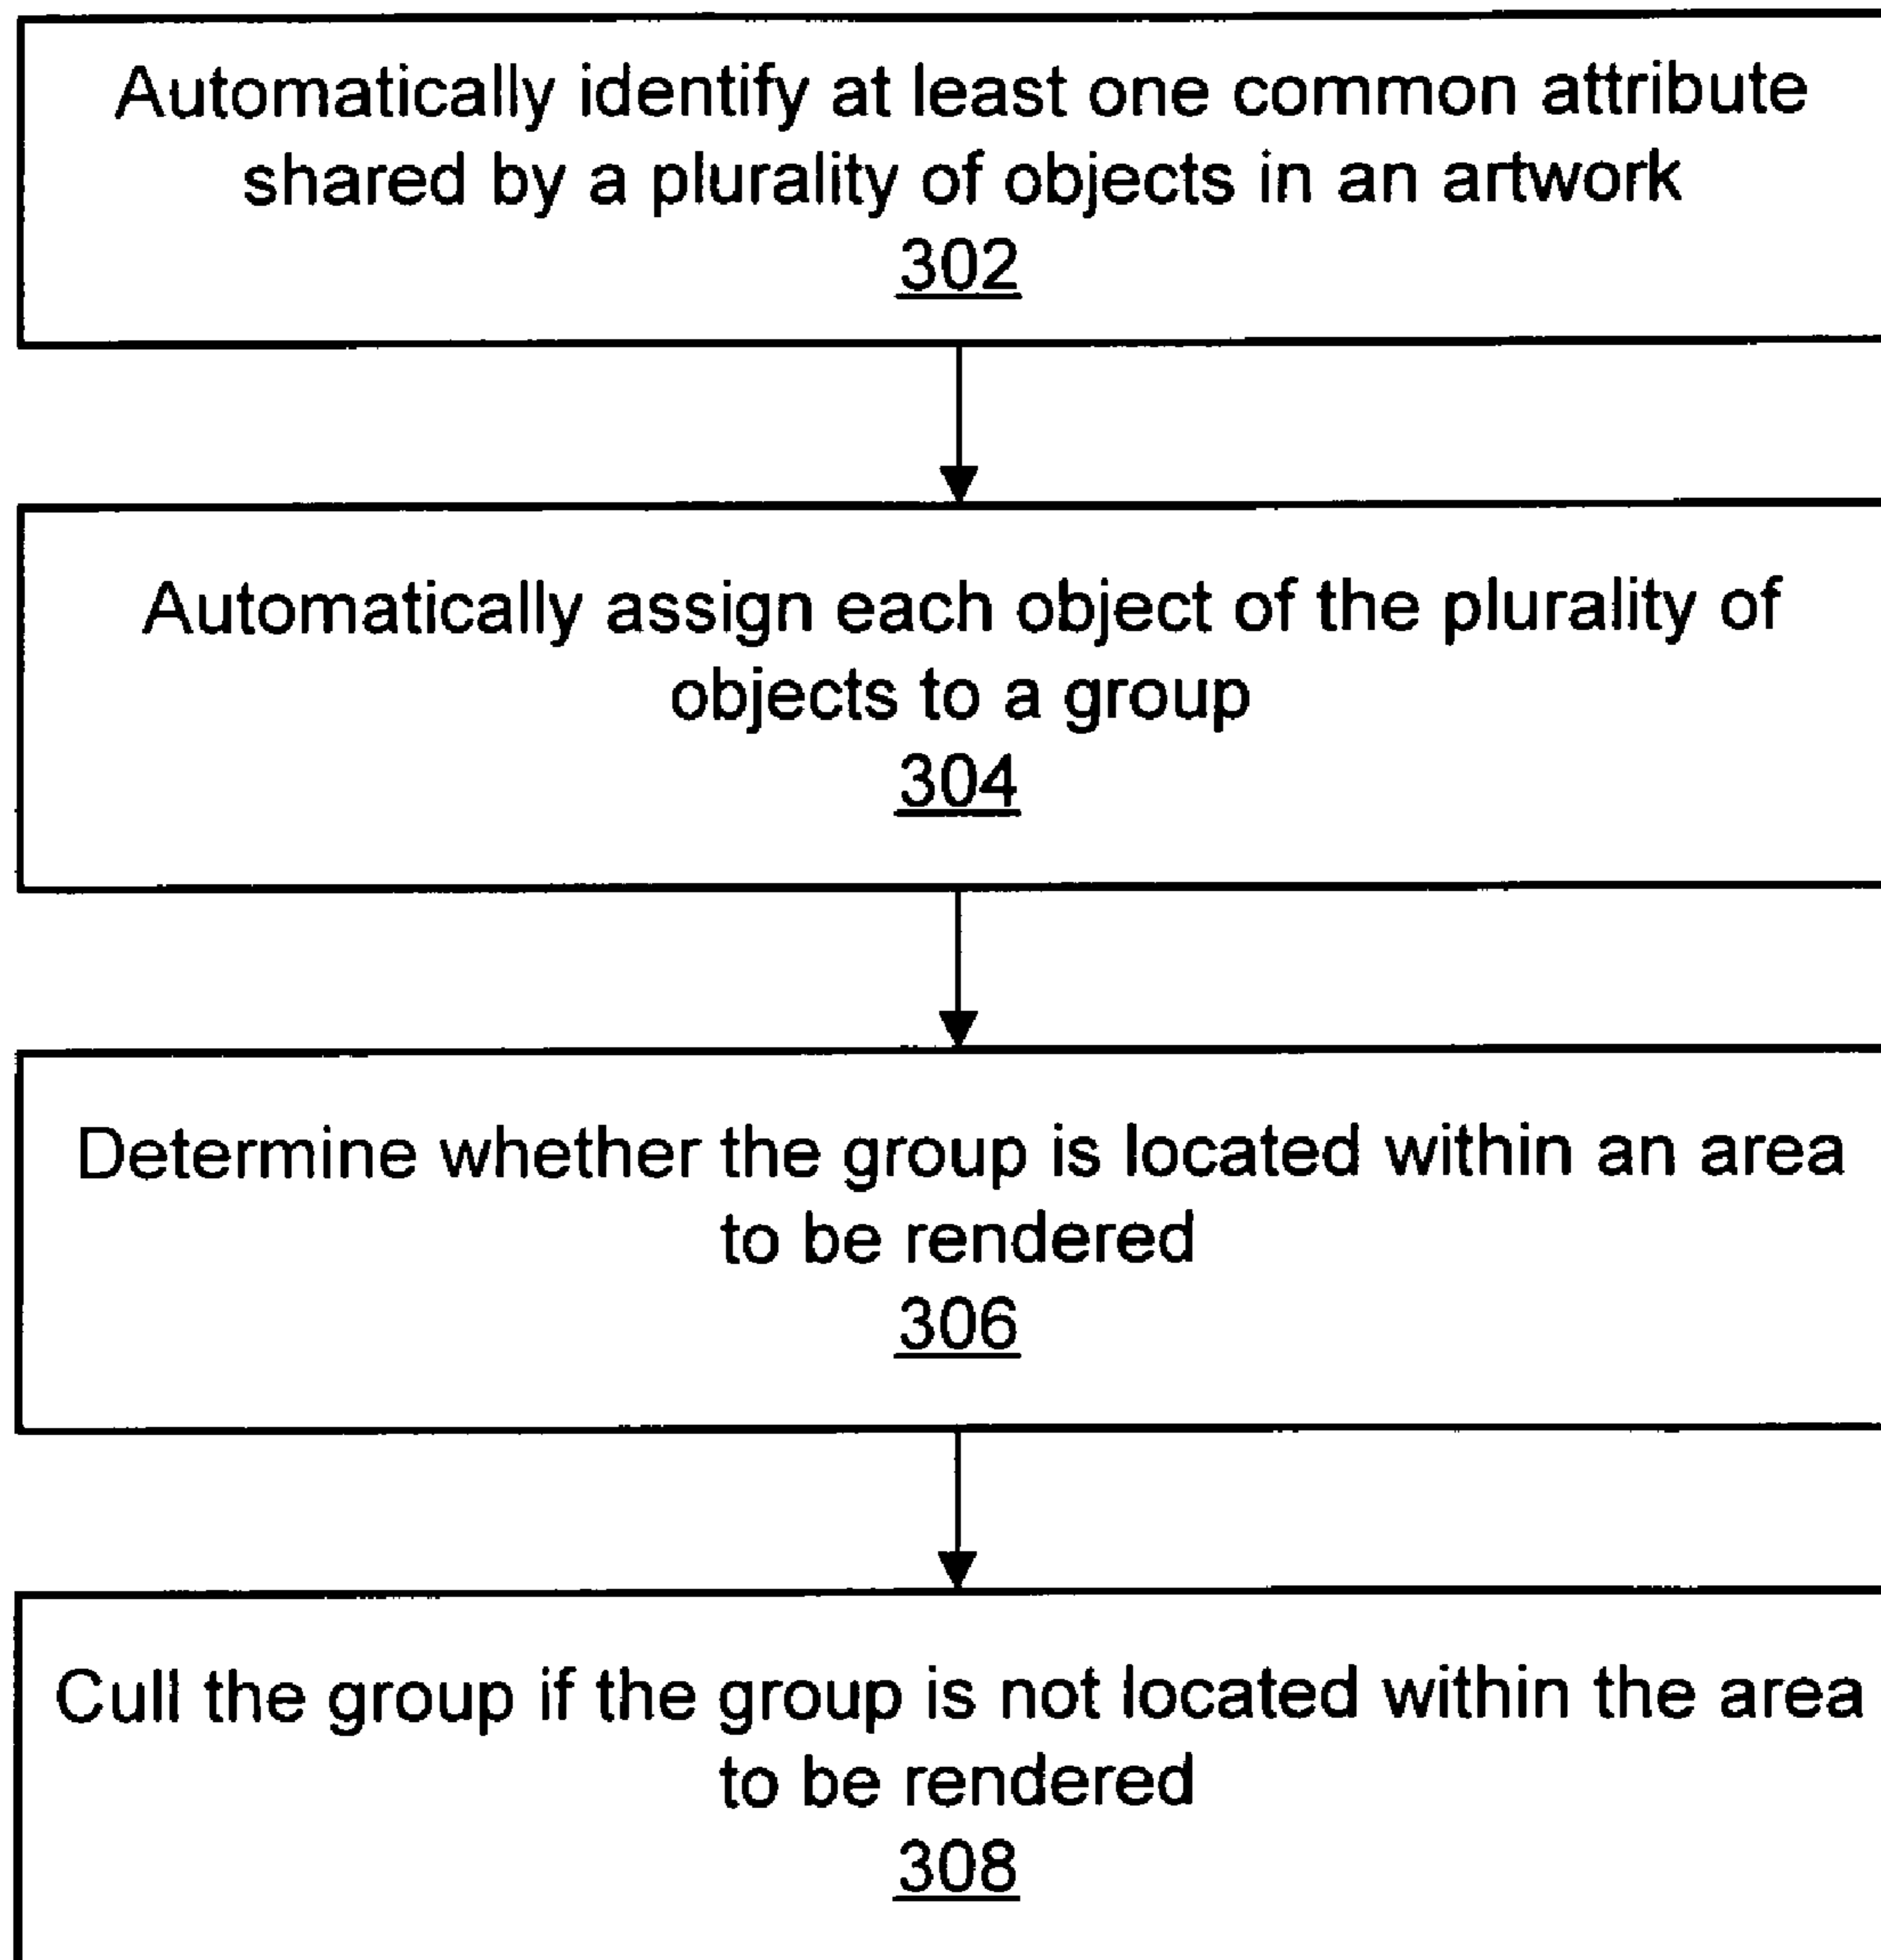 Automatically identify at least one common attribute
shared by a plurality of objects in an artwork
302
Automatically assign each object of the plurality of
objects to a group
304
Determine whether the group is located within an area
to be rendered
306
Cull the group if the group is not located within the area
to be rendered
308